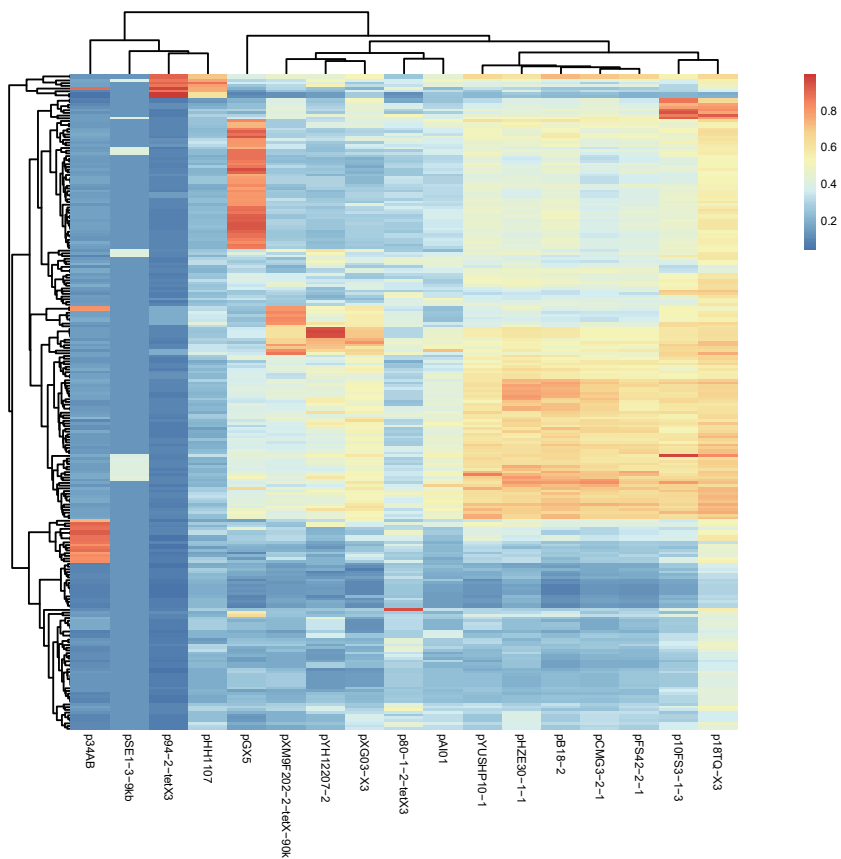 0.8
0.6
0.4
0.2
p34AB
pSE1-3-9kb
p94-2-tetX3
pHH1107
pGX5
pXM9F202-2-tetX-90k
pYH12207-2
pXG03-X3
p80-1-2-tetX3
pAI01
pYUSHP10-1
pHZE30-1-1
pB18-2
pCMG3-2-1
pFS42-2-1
p10FS3-1-3
p18TQ-X3